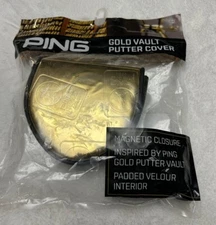 PING
GOLD VAULT
PUTTER COVER
MAGNETIC CLOSURE
INSPIRED BY PING
GOLD PUTTER VAULT
PADDED VELOUR
INTERIOR